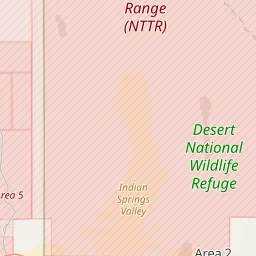 Range
(NTTR)
Desert
National
Wildlife
Refuge
Indian
Springs
Valley
rea 5
Area 2